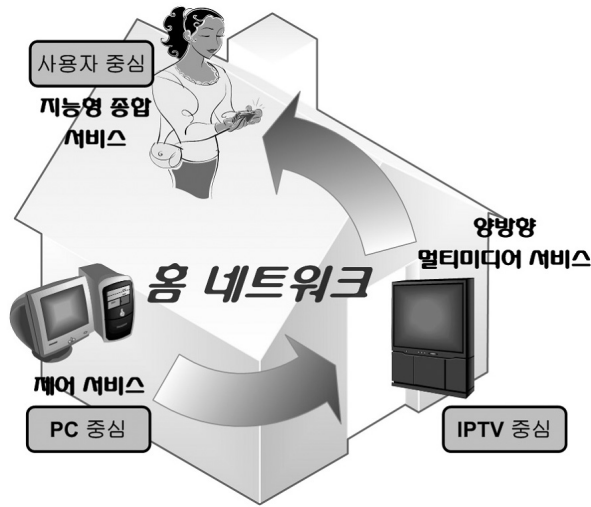 사용자 중심
지능형 종합
서비스
양방향
멀티미디어 서비스
홈 네트워크
제어 서비스
PC 중심
IPTV 중심